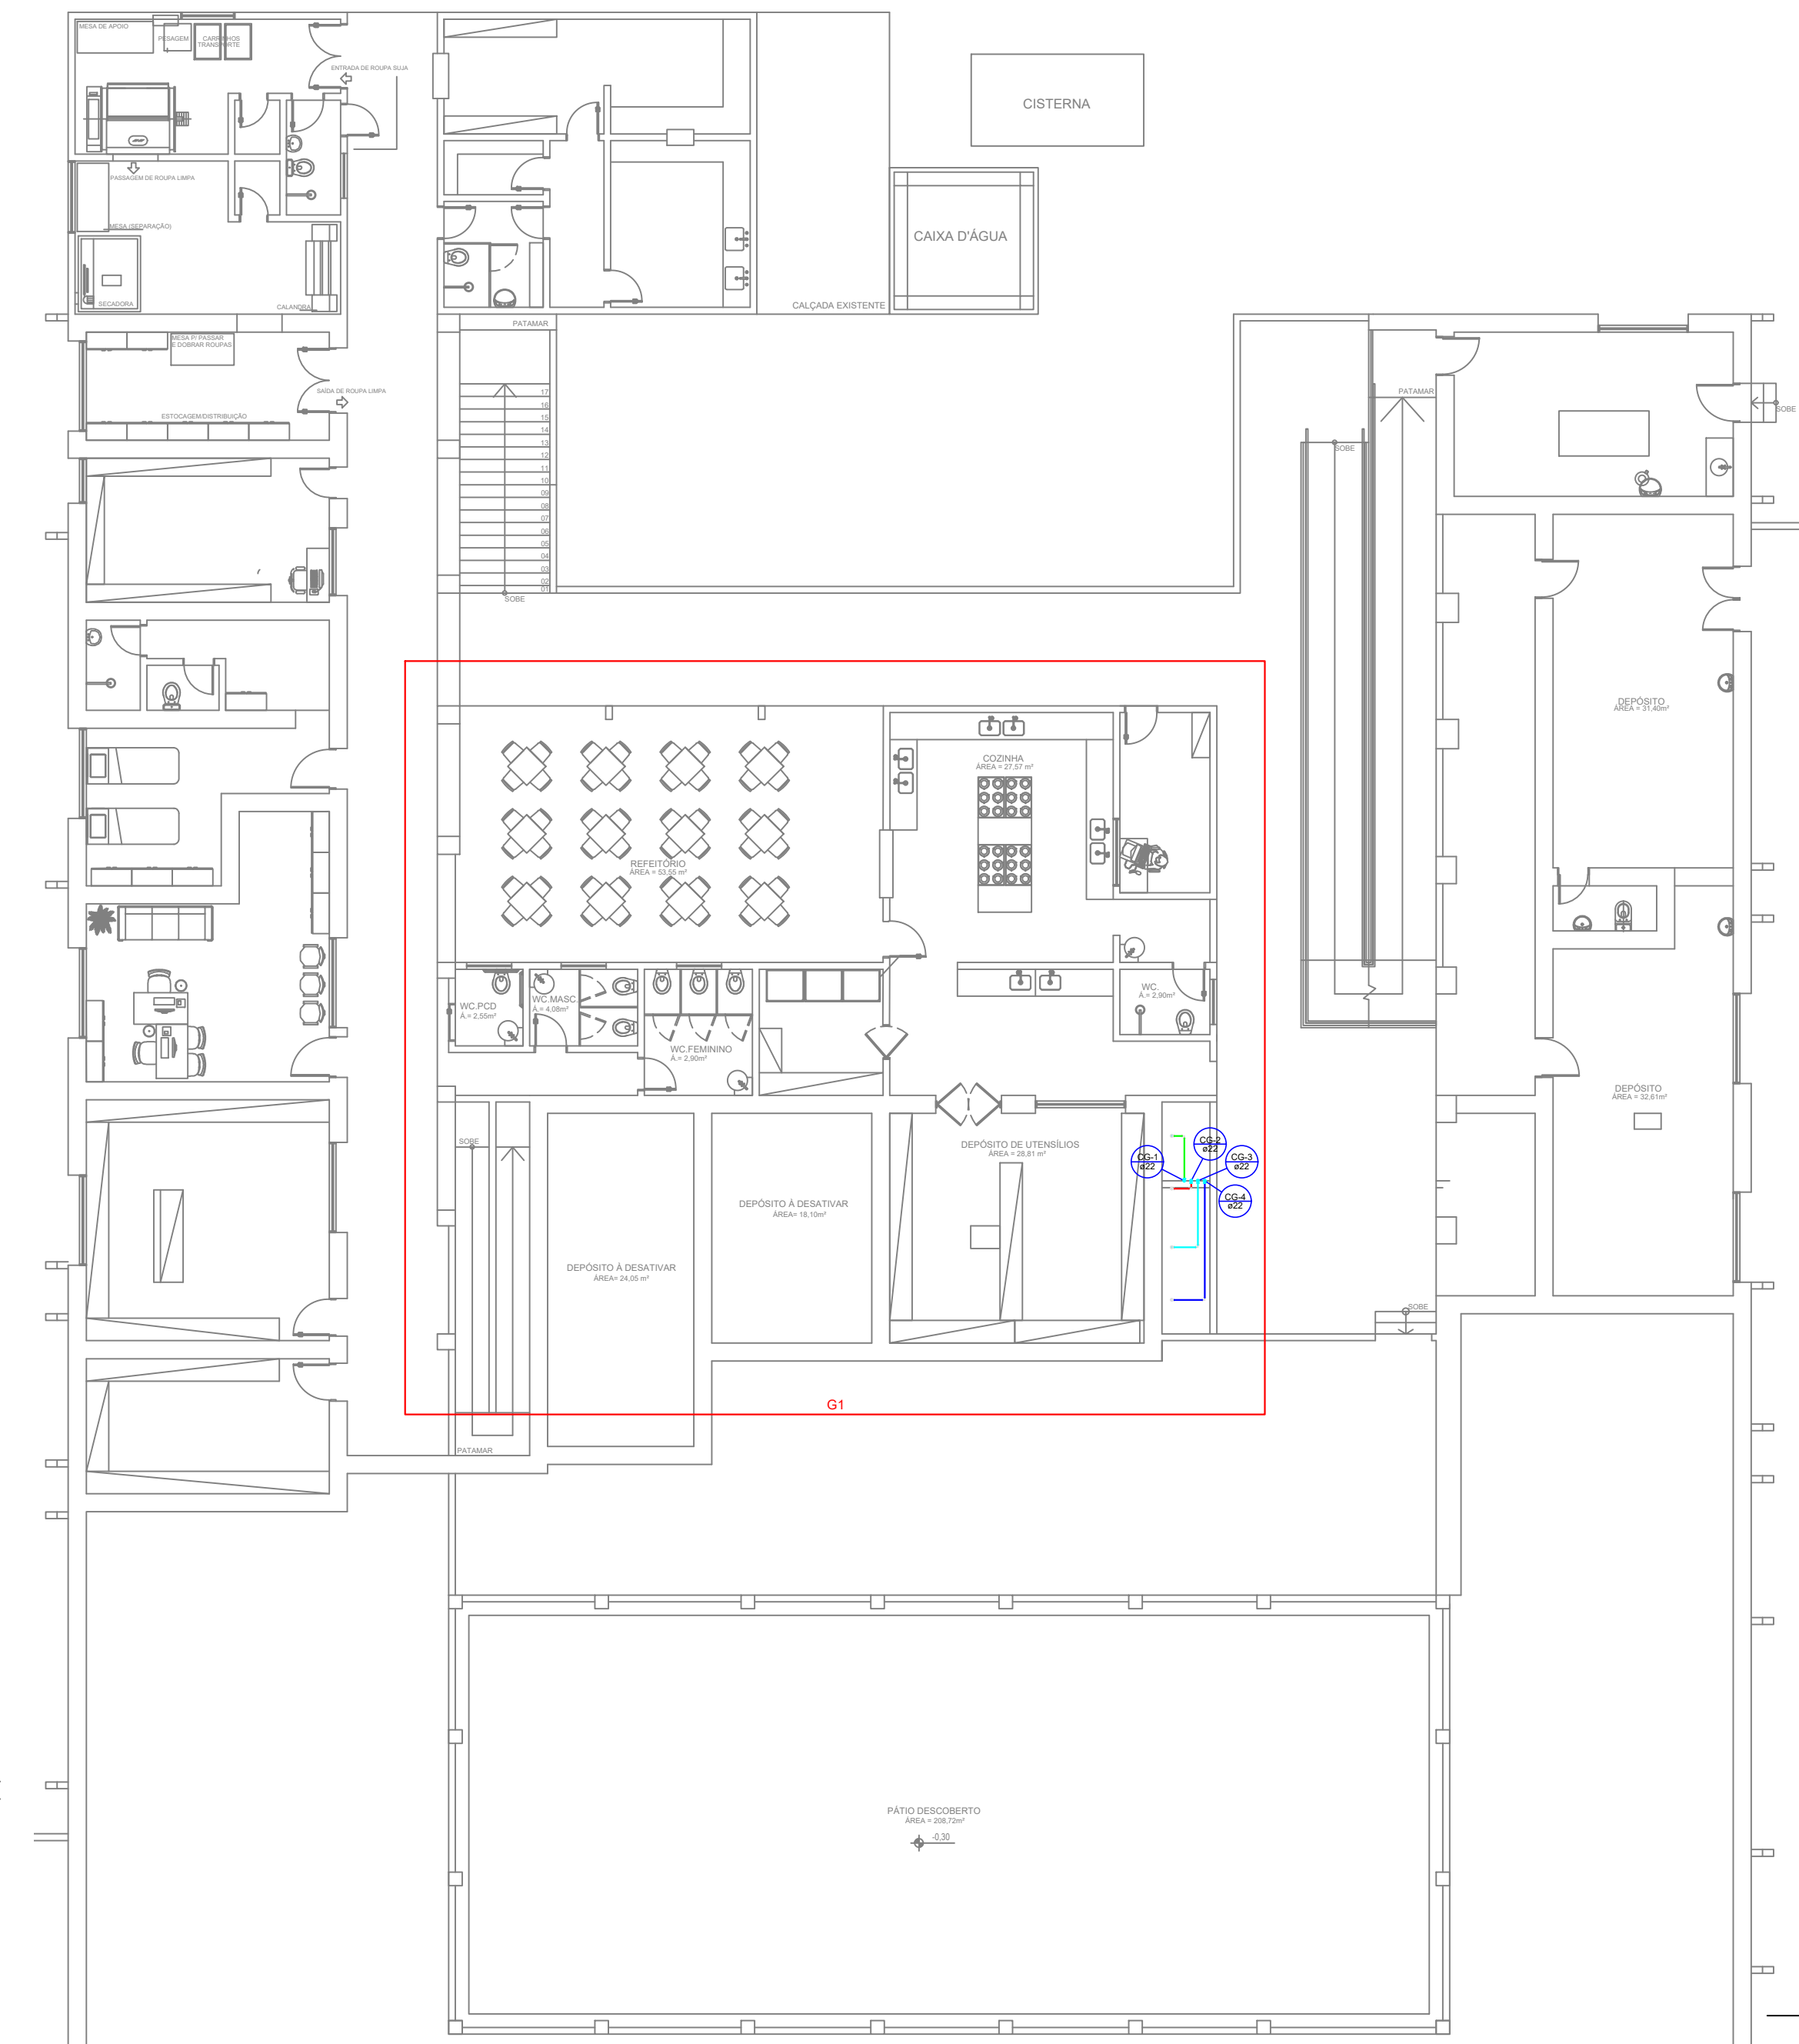 MESA DE APOIO
PESAGEM
CARRINHOS
TRANSPORTE
ENTRADA DE ROUPA SUJA
PASSAGEM DE ROUPA LIMPA
MESA (SEPARAÇÃO)
SECADORA
CALANDRA
MESA P/ PASSAR
E DOBRAR ROUPAS
SAÍDA DE ROUPA LIMPA
ESTOCAGEM/DISTRIBUIÇÃO
CISTERNA
CAIXA D'ÁGUA
CALÇADA EXISTENTE
PATAMAR
17
16
15
14
13
12
11
10
09
08
07
06
05
04
03
02
01
SOBE
PATAMAR
SOBE
SOBE
DEPÓSITO
ÁREA = 31,40m²
COZINHA
ÁREA = 27,57 m²
REFEITÓRIO
ÁREA = 53,55 m²
WC.PCD
Á.= 2,55m²
WC.MASC.
Á.= 4,08m²
WC.FEMININO
Á.= 2,90m²
WC.
Á.= 2,90m²
DEPÓSITO
ÁREA = 32,61m²
SOBE
DEPÓSITO DE UTENSÍLIOS
ÁREA = 28,81 m²
CG-1
ø22
CG-2
ø22
CG-3
ø22
CG-4
ø22
DEPÓSITO À DESATIVAR
ÁREA= 18,10m²
DEPÓSITO À DESATIVAR
ÁREA= 24,05 m²
SOBE
G1
PATAMAR
PÁTIO DESCOBERTO
ÁREA = 208,72m²
-0,30